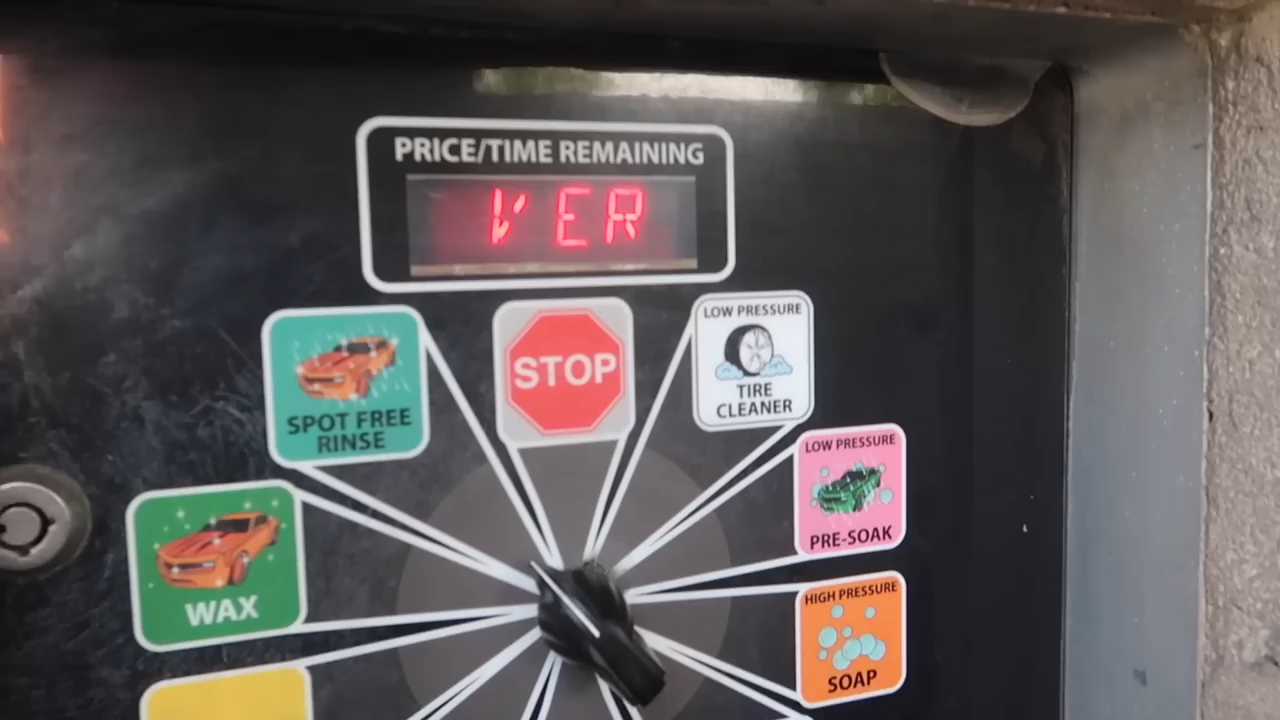 PRICE/TIME REMAINING
VER
SPOT FREE
RINSE
STOP
LOW PRESSURE
TIRE
CLEANER
LOW PRESSURE
PRE-SOAK
WAX
HIGH PRESSURE
SOAP